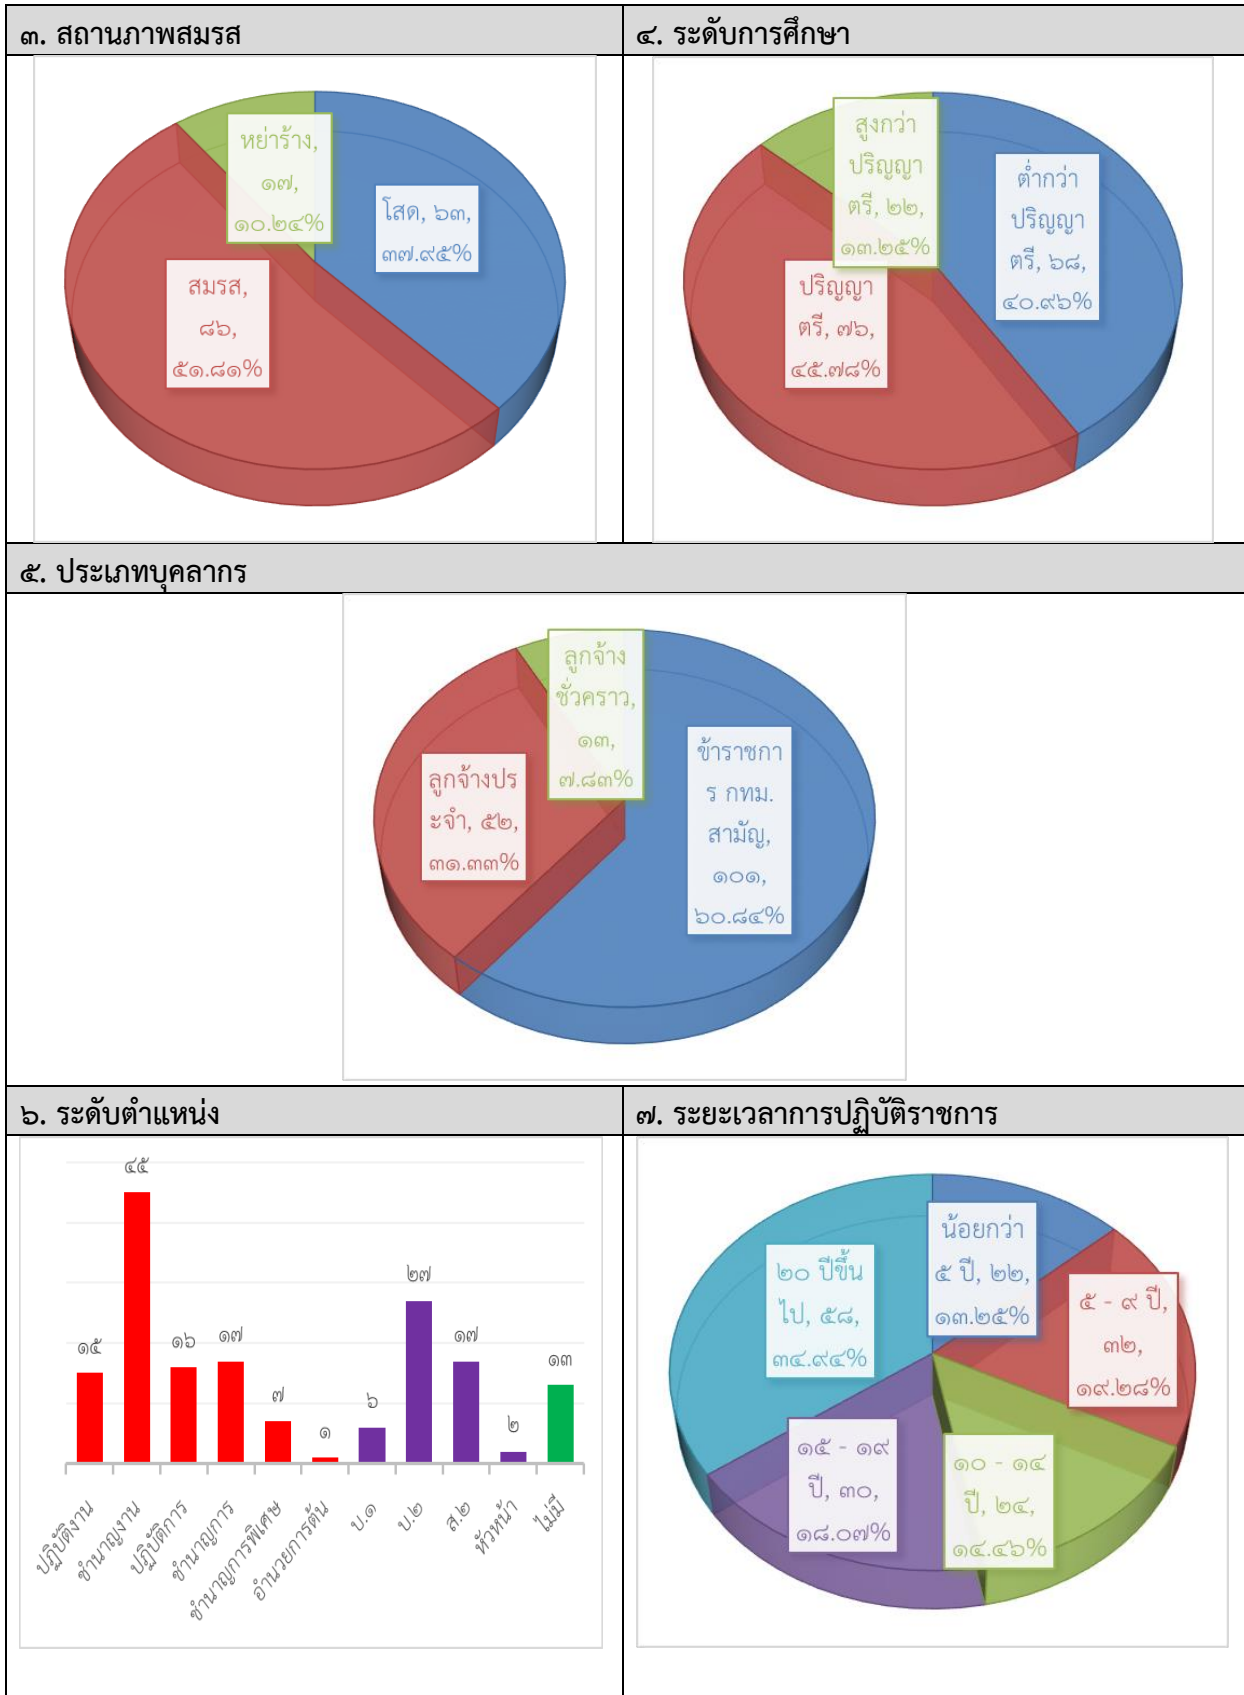 ๓. สถานภาพสมรส
๔. ระดับการศึกษา
หย่าร้าง,
๑๗,
๑๐.๒๔%
โสด, ๖๓,
๓๗.๙๕%
สมรส,
๘๖,
๕๑.๘๑%
สูงกว่า
ปริญญา
ตรี, ๒๒,
๑๓.๒๕%
ต่ำกว่า
ปริญญา
ตรี, ๖๘,
๔๐.๙๖%
ปริญญา
ตรี, ๗๖,
๔๕.๗๘%
๕. ประเภทบุคลากร
ลูกจ้าง
ชั่วคราว,
๑๓,
๗.๘๓%
ลูกจ้างปร
ะจำ, ๕๒,
๓๑.๓๓%
ข้าราชกา
ร กทม.
สามัญ,
๑๐๑,
๖๐.๘๔%
๖. ระดับตำแหน่ง
๗. ระยะเวลาการปฏิบัติราชการ
๑๕
๔๕
๑๖
๑๗
๗
๑
๖
๒๗
๑๗
๒
๑๓
ปฏิบัติงาน
ชำนาญงาน
ปฏิบัติการ
ชำนาญการ
ชำนาญการพิเศษ
อำนวยการต้น
บ.๑
บ.๒
ส.๒
หัวหน้า
ไม่มี
น้อยกว่า
๕ ปี, ๒๒,
๑๓.๒๕%
๕ - ๙ ปี,
๓๒,
๑๙.๒๘%
๑๐ - ๑๔
ปี, ๒๔,
๑๔.๔๖%
๑๕ - ๑๙
ปี, ๓๐,
๑๘.๐๗%
๒๐ ปีขึ้น
ไป, ๕๘,
๓๔.๙๔%